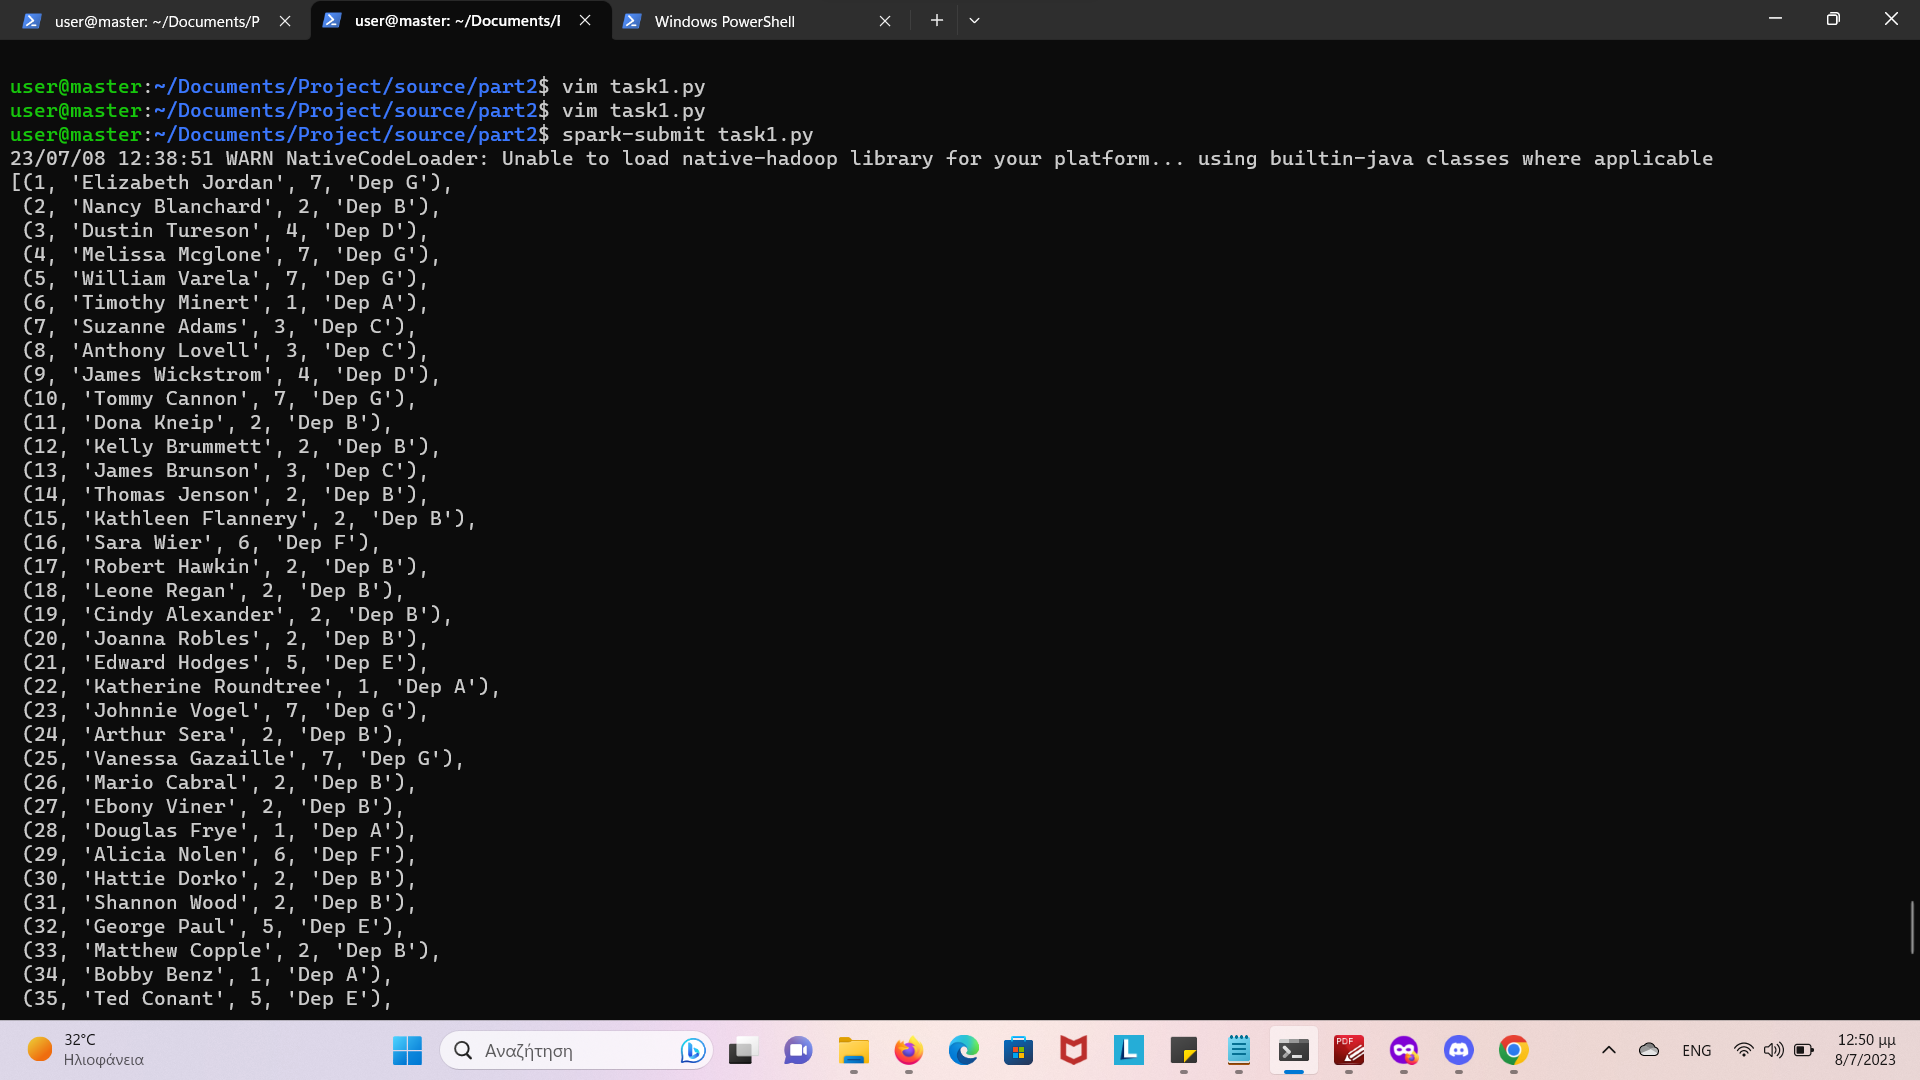 user@master: ~/Documents/P
user@master: ~/Documents/I
Windows PowerShell
user@master:~/Documents/Project/source/part2$ vim task1.py
user@master:~/Documents/Project/source/part2$ vim task1.py
user@master:~/Documents/Project/source/part2$ spark-submit task1.py
23/07/08 12:38:51 WARN NativeCodeLoader: Unable to load native-hadoop library for your platform... using builtin-java classes where applicable
[(1, 'Elizabeth Jordan', 7, 'Dep G'),
(2, 'Nancy Blanchard', 2, 'Dep B'),
(3, 'Dustin Tureson', 4, 'Dep D'),
(4, 'Melissa Mcglone', 7, 'Dep G'),
(5, 'William Varela', 7, 'Dep G'),
(6, 'Timothy Minert', 1, 'Dep A'),
(7, 'Suzanne Adams', 3, 'Dep C'),
(8, 'Anthony Lovell', 3, 'Dep C'),
(9, 'James Wickstrom', 4, 'Dep D'),
(10, 'Tommy Cannon', 7, 'Dep G'),
(11, 'Dona Kneip', 2, 'Dep B'),
(12, 'Kelly Brummett', 2, 'Dep B'),
(13, 'James Brunson', 3, 'Dep C'),
(14, 'Thomas Jenson', 2, 'Dep B'),
(15, 'Kathleen Flannery', 2, 'Dep B'),
(16, 'Sara Wier', 6, 'Dep F'),
(17, 'Robert Hawkin', 2, 'Dep B'),
(18, 'Leone Regan', 2, 'Dep B'),
(19, 'Cindy Alexander', 2, 'Dep B'),
(20, 'Joanna Robles', 2, 'Dep B'),
(21, 'Edward Hodges', 5, 'Dep E'),
(22, 'Katherine Roundtree', 1, 'Dep A'),
(23, 'Johnnie Vogel', 7, 'Dep G'),
(24, 'Arthur Sera', 2, 'Dep B'),
(25, 'Vanessa Gazaille', 7, 'Dep G'),
(26, 'Mario Cabral', 2, 'Dep B'),
(27, 'Ebony Viner', 2, 'Dep B'),
(28, 'Douglas Frye', 1, 'Dep A'),
(29, 'Alicia Nolen', 6, 'Dep F'),
(30, 'Hattie Dorko', 2, 'Dep B'),
(31, 'Shannon Wood', 2, 'Dep B'),
(32, 'George Paul', 5, 'Dep E'),
(33, 'Matthew Copple', 2, 'Dep B'),
(34, 'Bobby Benz', 1, 'Dep A'),
(35, 'Ted Conant', 5, 'Dep E'),
32°C
Ηλιοφάνεια
Αναζήτηση
L
PDF
ENG
12:50 μμ
8/7/2023